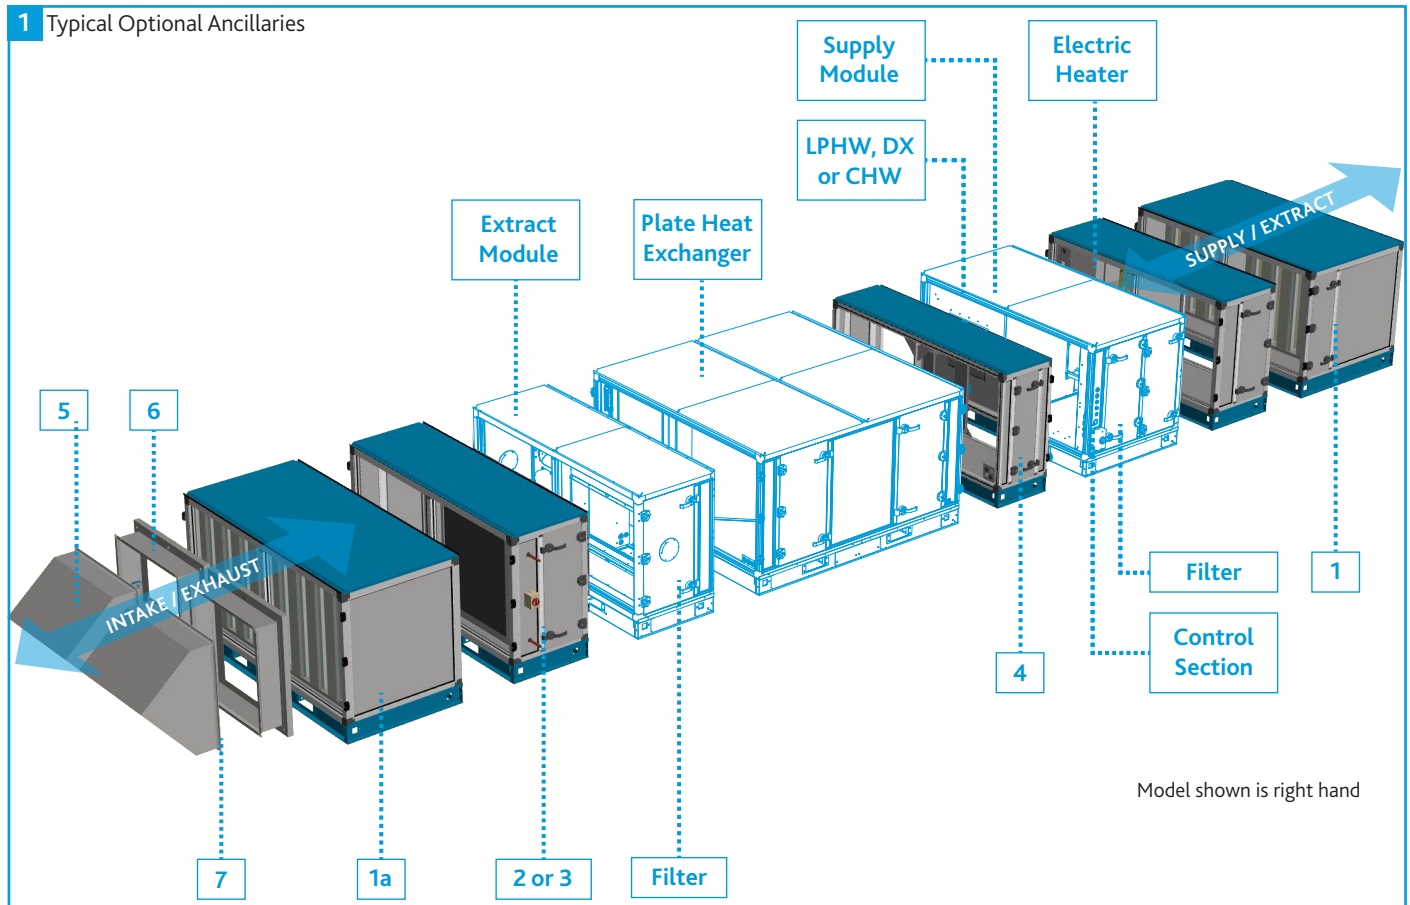 1 Typical Optional Ancillaries
Supply
Module
Electric
Heater
LPHW, DX
or CHW
Extract
Module
Plate Heat
Exchanger
SUPPLY / EXTRACT
5
6
INTAKE / EXHAUST
Filter
1
Control
Section
4
Model shown is right hand
7
1a
2 or 3
Filter